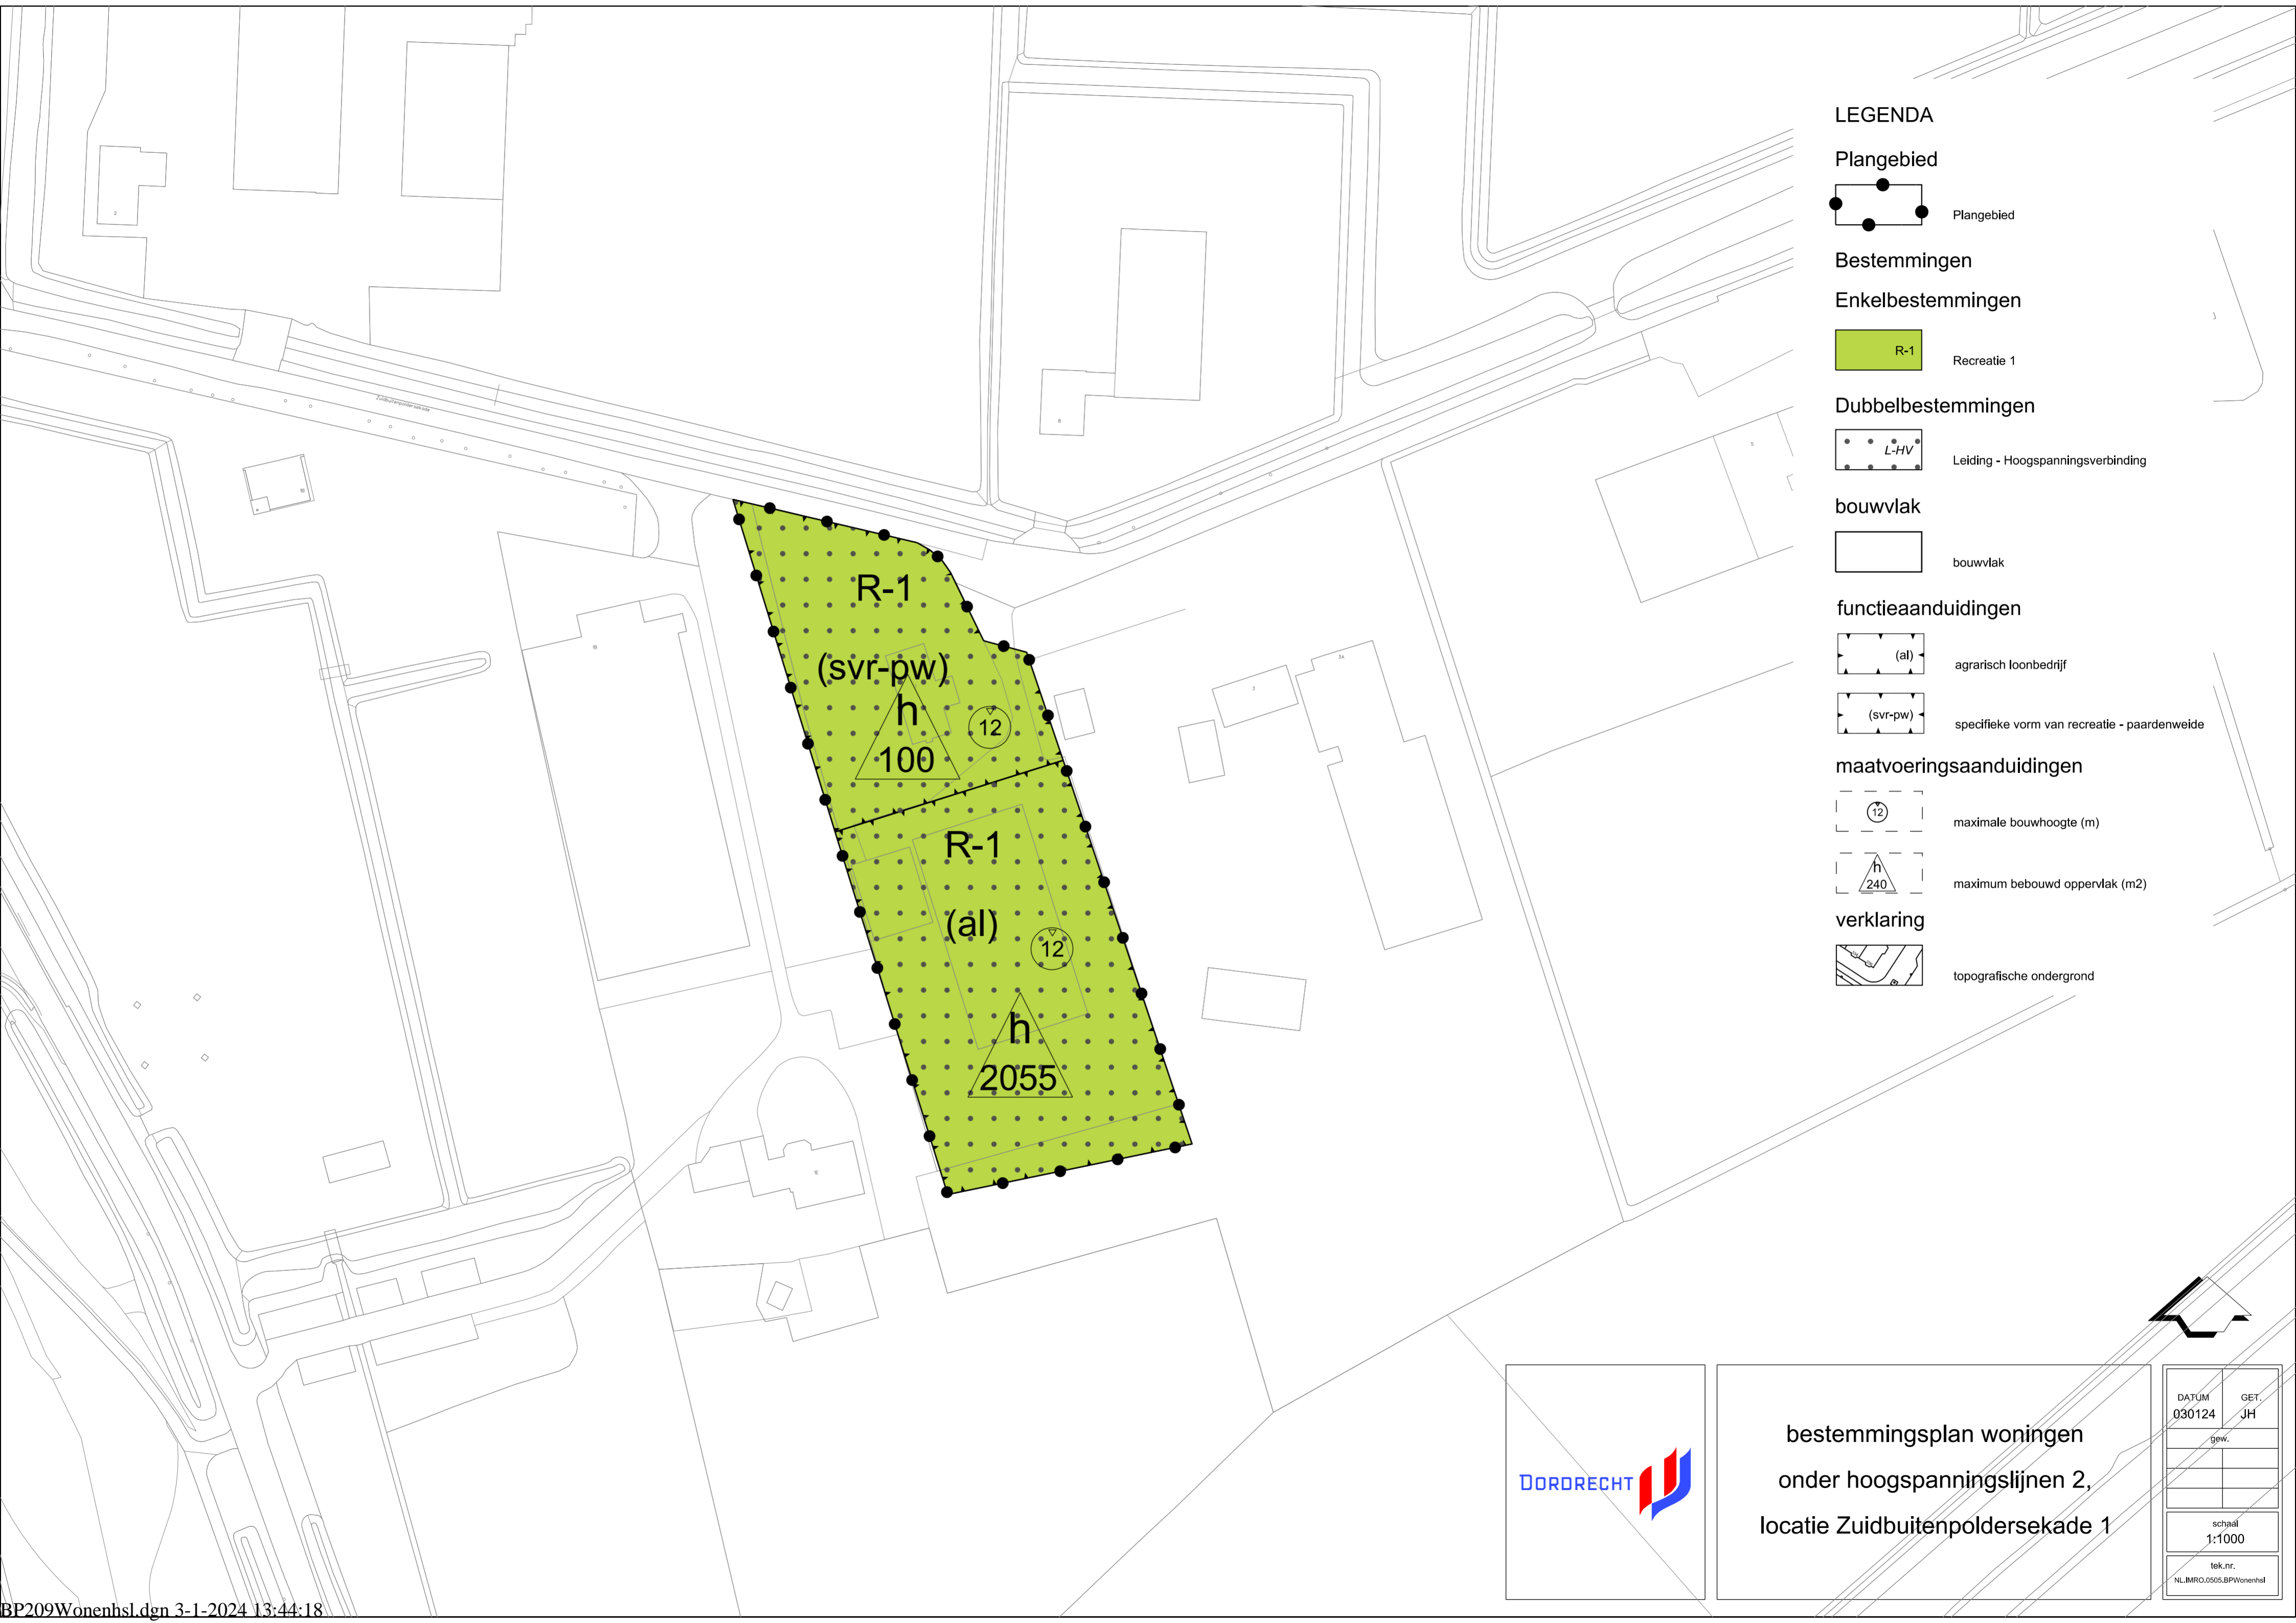 LEGENDA
Plangebied
Plangebied
Bestemmingen
Enkelbestemmingen
R-1
Recreatie 1
Dubbelbestemmingen
L-HV
Leiding - Hoogspanningsverbinding
bouwvlak
bouwvlak
functieaanduidingen
(al)
agrarisch loonbedrijf
(svr-pw)
specifieke vorm van recreatie - paardenweide
maatvoeringsaanduidingen
12
maximale bouwhoogte (m)
h
240
maximum bebouwd oppervlak (m2)
verklaring
topografische ondergrond
2
8
3
3A
R-1
(svr-pw)
h
100
12
R-1
(al)
12
h
2055
DORDRECHT
bestemmingsplan woningen
onder hoogspanningslijnen 2,
locatie Zuidbuitenpoldersekade 1
DATUM
030124
GET.
JH
gew.
schaal
1:1000
tek.nr.
NL.IMRO.0505.BPWonenhsl
BP209Wonenhsl.dgn 3-1-2024 13:44:18